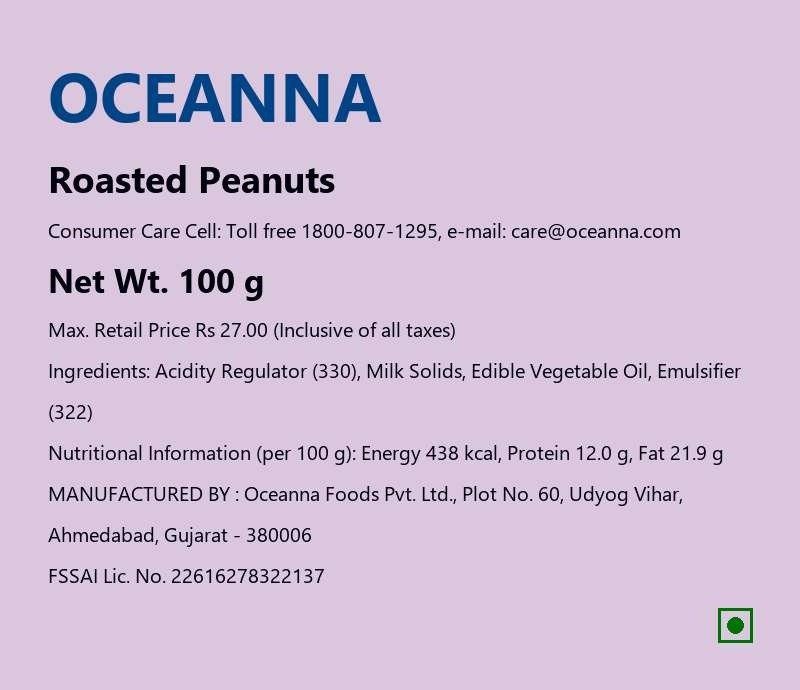 OCEANNA
Roasted Peanuts
Consumer Care Cell: Toll free 1800-807-1295, e-mail: care@oceanna.com
Net Wt. 100 g
Max. Retail Price Rs 27.00 (Inclusive of all taxes)
Ingredients: Acidity Regulator (330), Milk Solids, Edible Vegetable Oil, Emulsifier
(322)
Nutritional Information (per 100 g): Energy 438 kcal, Protein 12.0 g, Fat 21.9 g
MANUFACTURED BY : Oceanna Foods Pvt. Ltd., Plot No. 60, Udyog Vihar,
Ahmedabad, Gujarat - 380006
FSSAI Lic. No. 22616278322137